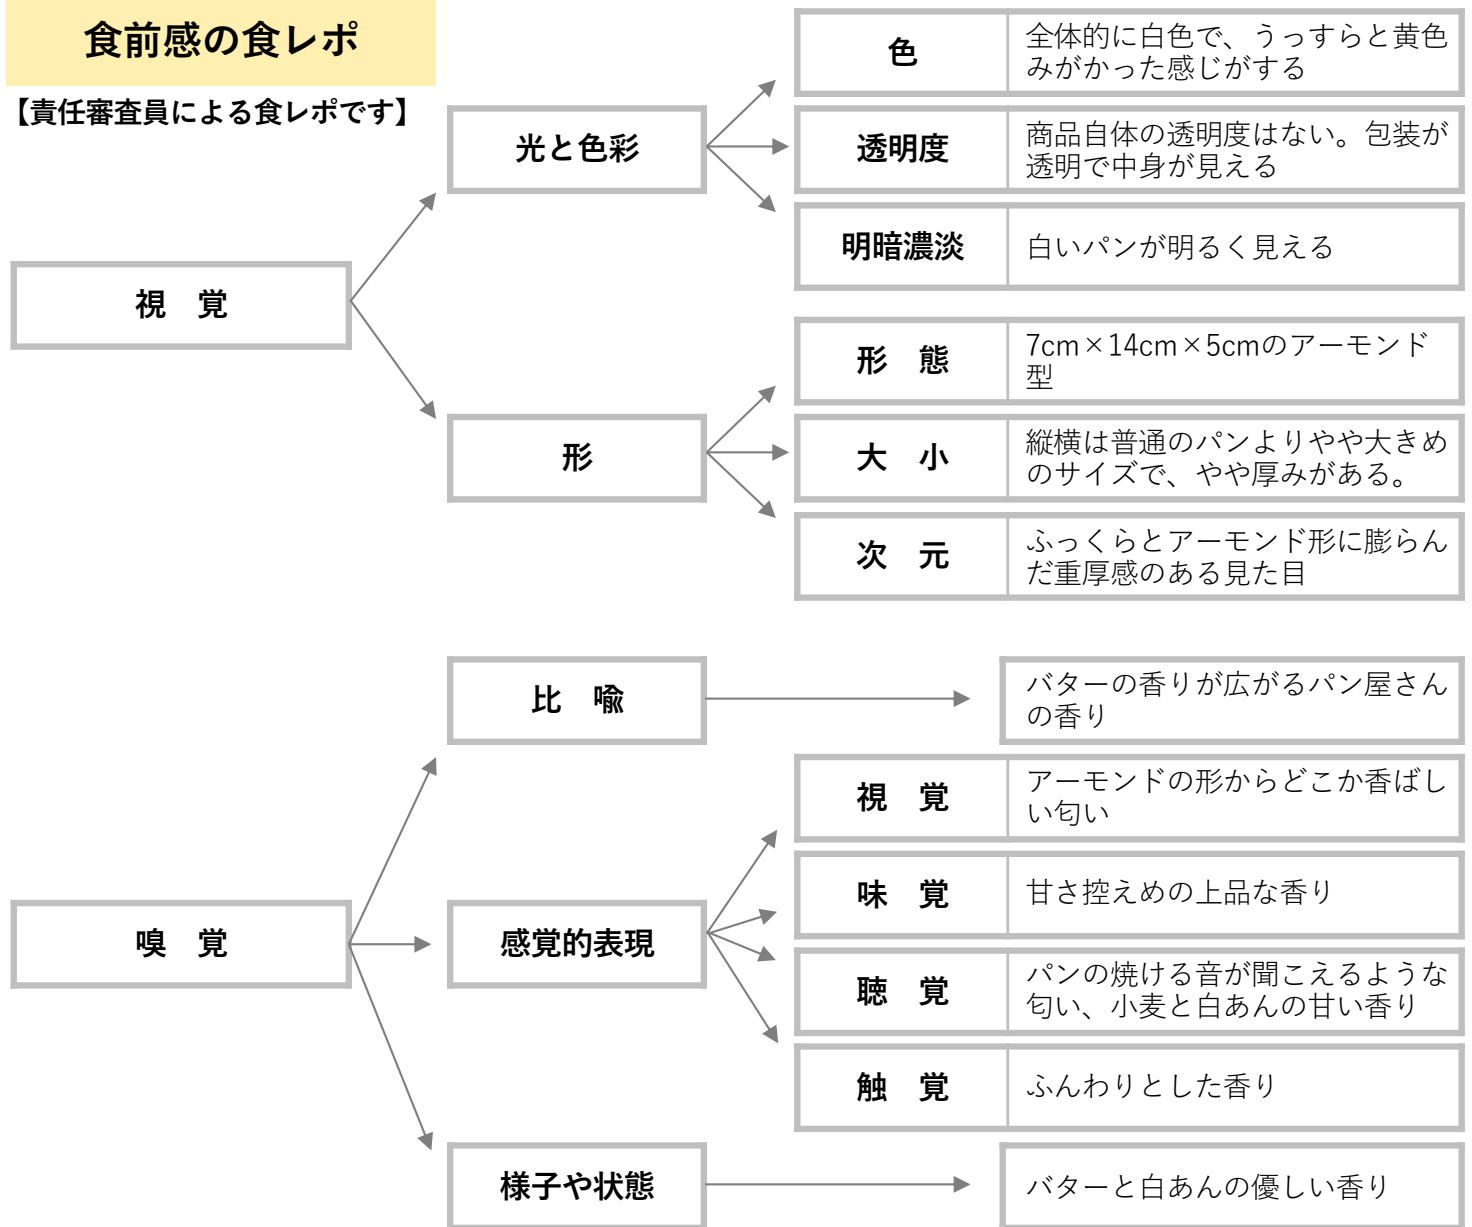 食前感の食レポ
【責任審査員による食レポです】
視　覚
光と色彩
色
全体的に白色で、うっすらと黄色
みがかった感じがする
透明度
商品自体の透明度はない。包装が
透明で中身が見える
明暗濃淡
白いパンが明るく見える
形
形　態
7cm×14cm×5cmのアーモンド
型
大　小
縦横は普通のパンよりやや大きめ
のサイズで、やや厚みがある。
次　元
ふっくらとアーモンド形に膨らん
だ重厚感のある見た目
嗅　覚
比　喩
バターの香りが広がるパン屋さん
の香り
感覚的表現
視　覚
アーモンドの形からどこか香ばし
い匂い
味　覚
甘さ控えめの上品な香り
聴　覚
パンの焼ける音が聞こえるような
匂い、小麦と白あんの甘い香り
触　覚
ふんわりとした香り
様子や状態
バターと白あんの優しい香り